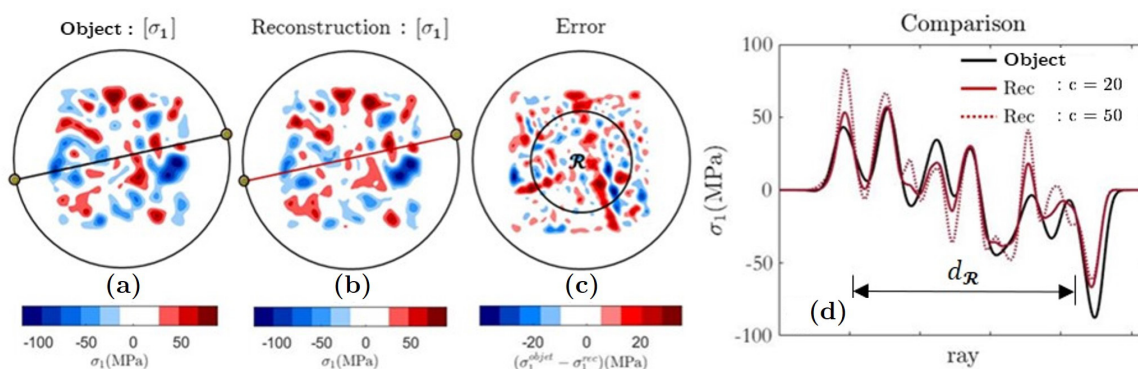 Object : [σ₁]
Reconstruction : [σ₁]
Error
Comparison
ℛ
(a)
(b)
(c)
-100 -50 0 50
σ₁(MPa)
-100 -50 0 50
σ₁(MPa)
-20 0 20
(σ₁ᵒᵇʲᵉᵗ − σ₁ʳᵉᶜ)(MPa)
100
50
0
-50
-100
σ₁(MPa)
Object
Rec : c = 20
Rec : c = 50
dℛ
(d)
ray